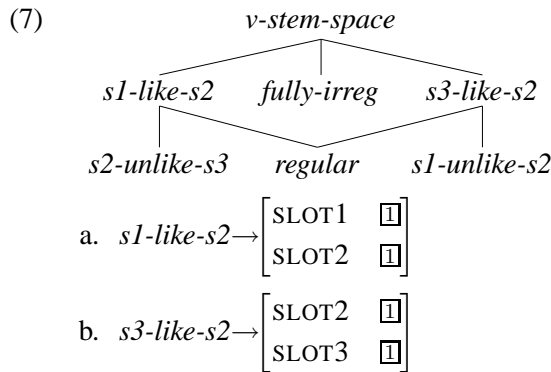 (7) v-stem-space
s1-like-s2 fully-irreg s3-like-s2
s2-unlike-s3 regular s1-unlike-s2
a. s1-like-s2→[SLOT1 1
SLOT2 1]
b. s3-like-s2→[SLOT2 1
SLOT3 1]